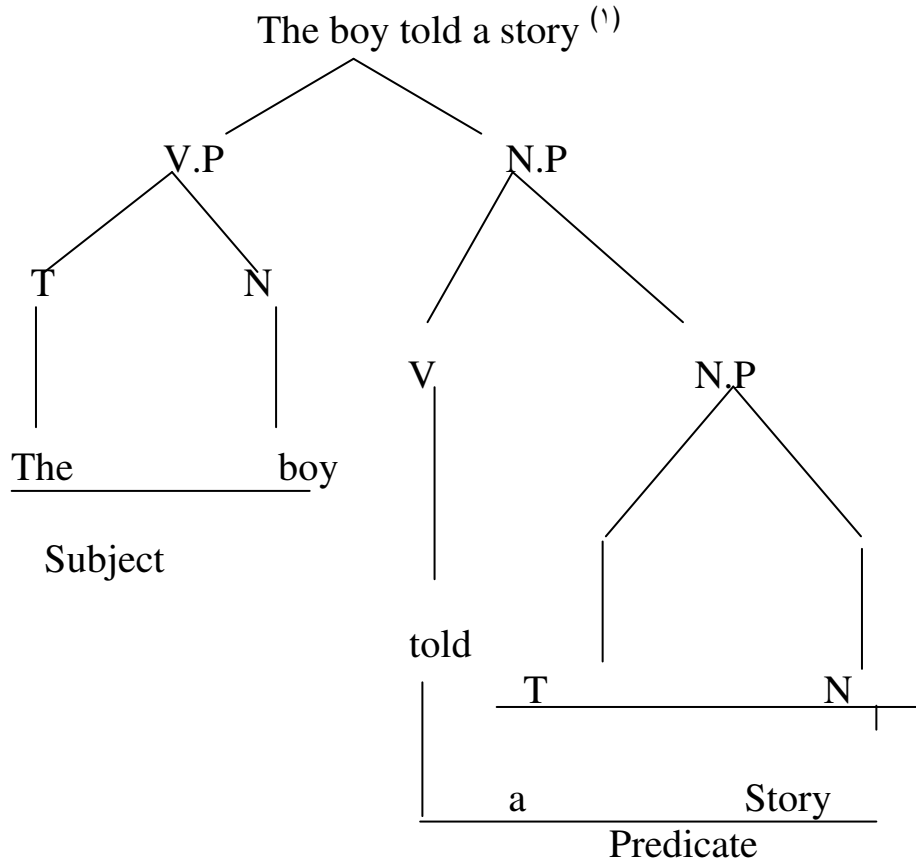 The boy told a story (١)
V.P N.P
T N
V N.P
The boy
Subject
told
T N
a Story
Predicate